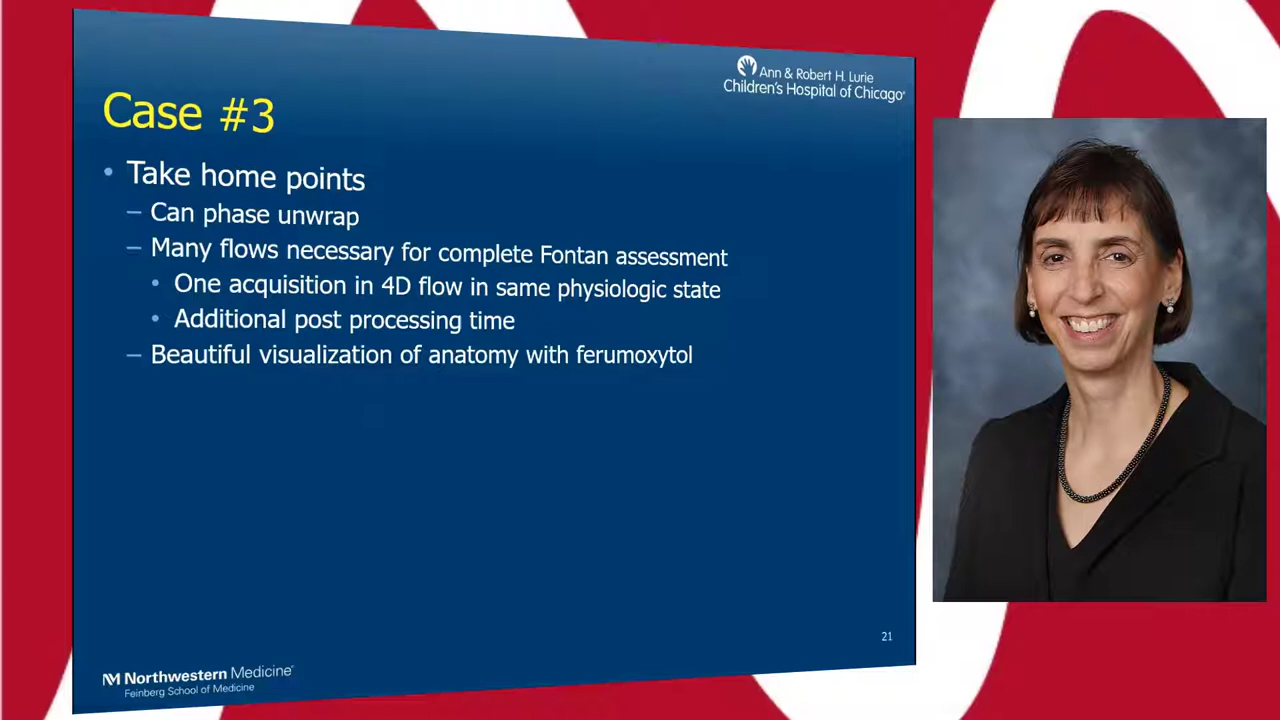 Ann & Robert H. Lurie
Children's Hospital of Chicago
Case #3
• Take home points
– Can phase unwrap
– Many flows necessary for complete Fontan assessment
• One acquisition in 4D flow in same physiologic state
• Additional post processing time
– Beautiful visualization of anatomy with ferumoxytol
21
Northwestern Medicine
Feinberg School of Medicine